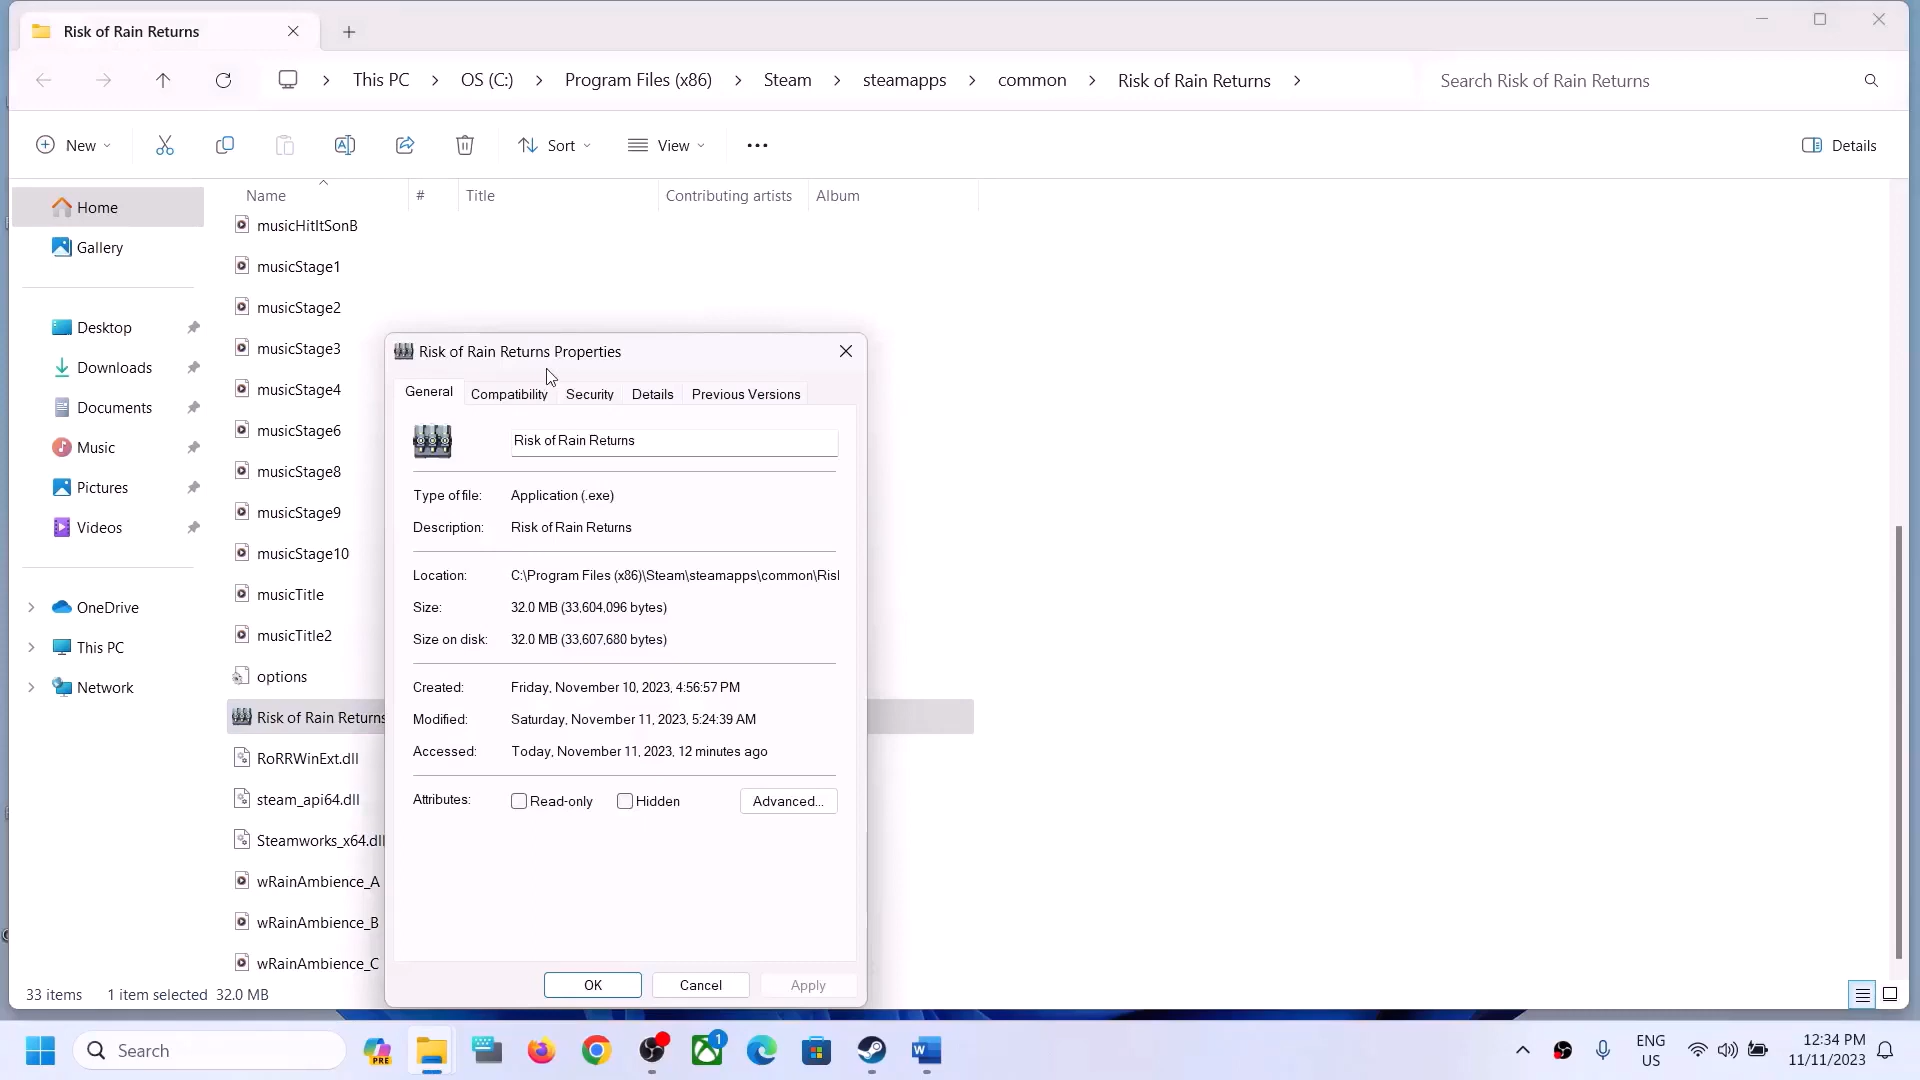 Risk of Rain Returns
This PC
OS (C:)
Program Files (x86)
Steam
steamapps
common
Risk of Rain Returns
Search Risk of Rain Returns
New
Sort
View
Details
Home
Gallery
Desktop
Downloads
Documents
Music
Pictures
Videos
OneDrive
This PC
Network
Name
#
Title
Contributing artists
Album
musicHitItSonB
musicStage1
musicStage2
musicStage3
musicStage4
musicStage6
musicStage8
musicStage9
musicStage10
musicTitle
musicTitle2
options
Risk of Rain Returns
RoRRWinExt.dll
steam_api64.dll
Steamworks_x64.dll
wRainAmbience_A
wRainAmbience_B
wRainAmbience_C
Risk of Rain Returns Properties
General
Compatibility
Security
Details
Previous Versions
Risk of Rain Returns
Type of file: Application (.exe)
Description: Risk of Rain Returns
Location: C:\Program Files (x86)\Steam\steamapps\common\Ris
Size: 32.0 MB (33,604,096 bytes)
Size on disk: 32.0 MB (33,607,680 bytes)
Created: Friday, November 10, 2023, 4:56:57 PM
Modified: Saturday, November 11, 2023, 5:24:39 AM
Accessed: Today, November 11, 2023, 12 minutes ago
Attributes: Read-only Hidden Advanced...
OK
Cancel
Apply
33 items 1 item selected 32.0 MB
Search
PRE
1
ENG
US
12:34 PM
11/11/2023